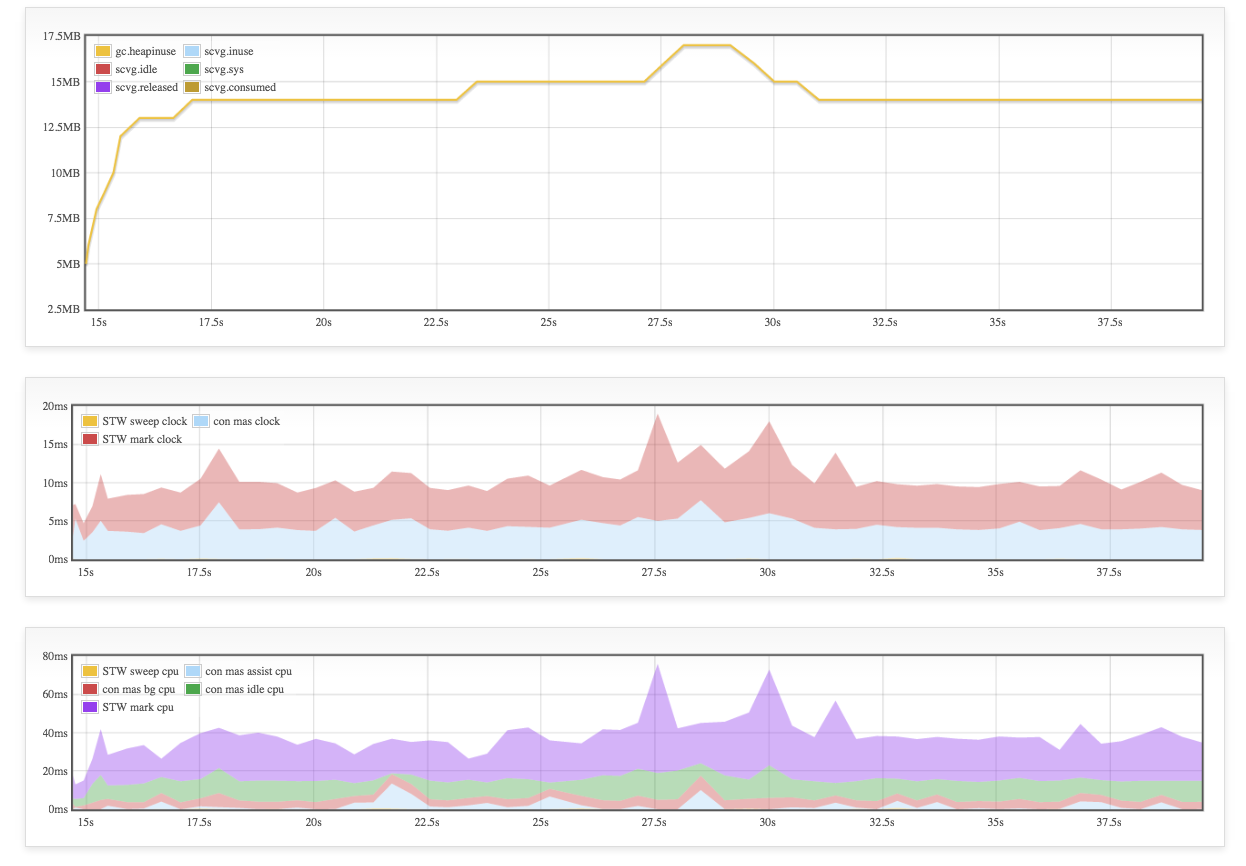 17.5MB
gc.heapinuse scvg.inuse
scvg.idle scvg.sys
15MB
scvg.released scvg.consumed
12.5MB
10MB
7.5MB
5MB
2.5MB
15s 17.5s 20s 22.5s 25s 27.5s 30s 32.5s 35s 37.5s
20ms
STW sweep clock con mas clock
STW mark clock
15ms
10ms
5ms
0ms
15s 17.5s 20s 22.5s 25s 27.5s 30s 32.5s 35s 37.5s
80ms
STW sweep cpu con mas assist cpu
con mas bg cpu con mas idle cpu
60ms
STW mark cpu
40ms
20ms
0ms
15s 17.5s 20s 22.5s 25s 27.5s 30s 32.5s 35s 37.5s